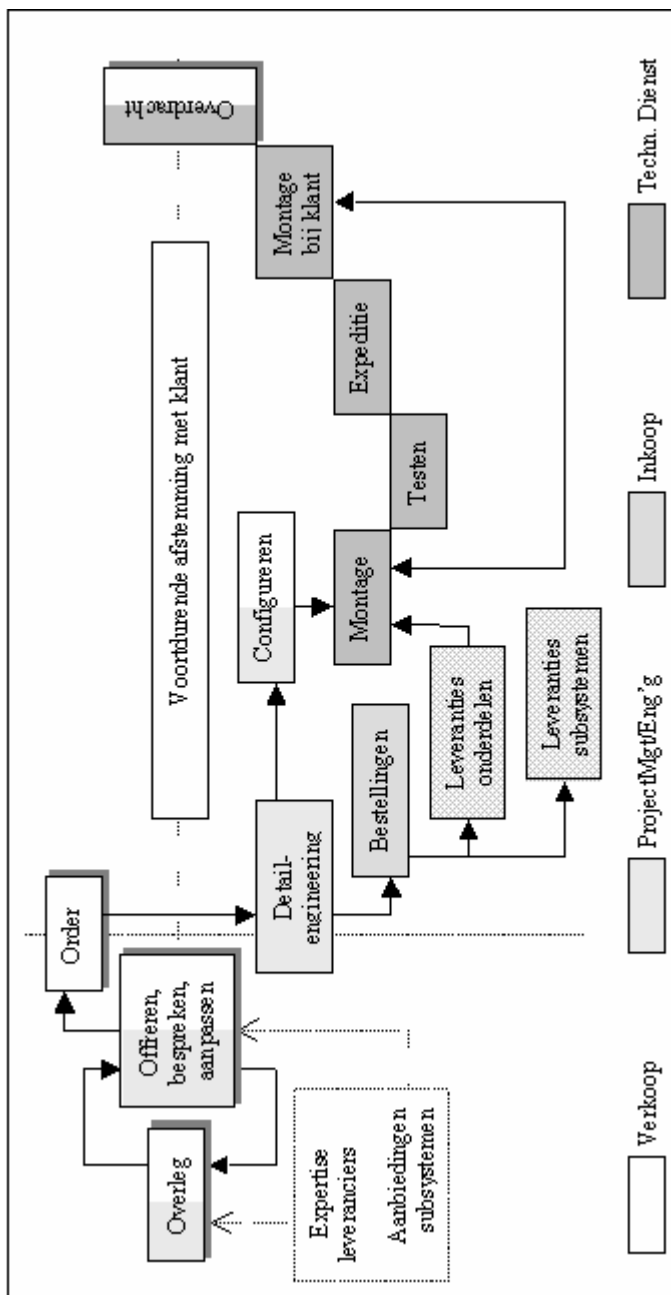 Overleg
Offreren,
bespreken,
aanpassen
Order
Expertise
leveranciers
Aanbiedingen
subsystemen
Voortdurende afstemming met klant
Detail-
engineering
Configureren
Bestellingen
Leveranties
onderdelen
Leveranties
subsystemen
Montage
Testen
Expeditie
Montage
bij klant
Overdracht
Verkoop
ProjectMgt/Eng'g
Inkoop
Techn. Dienst